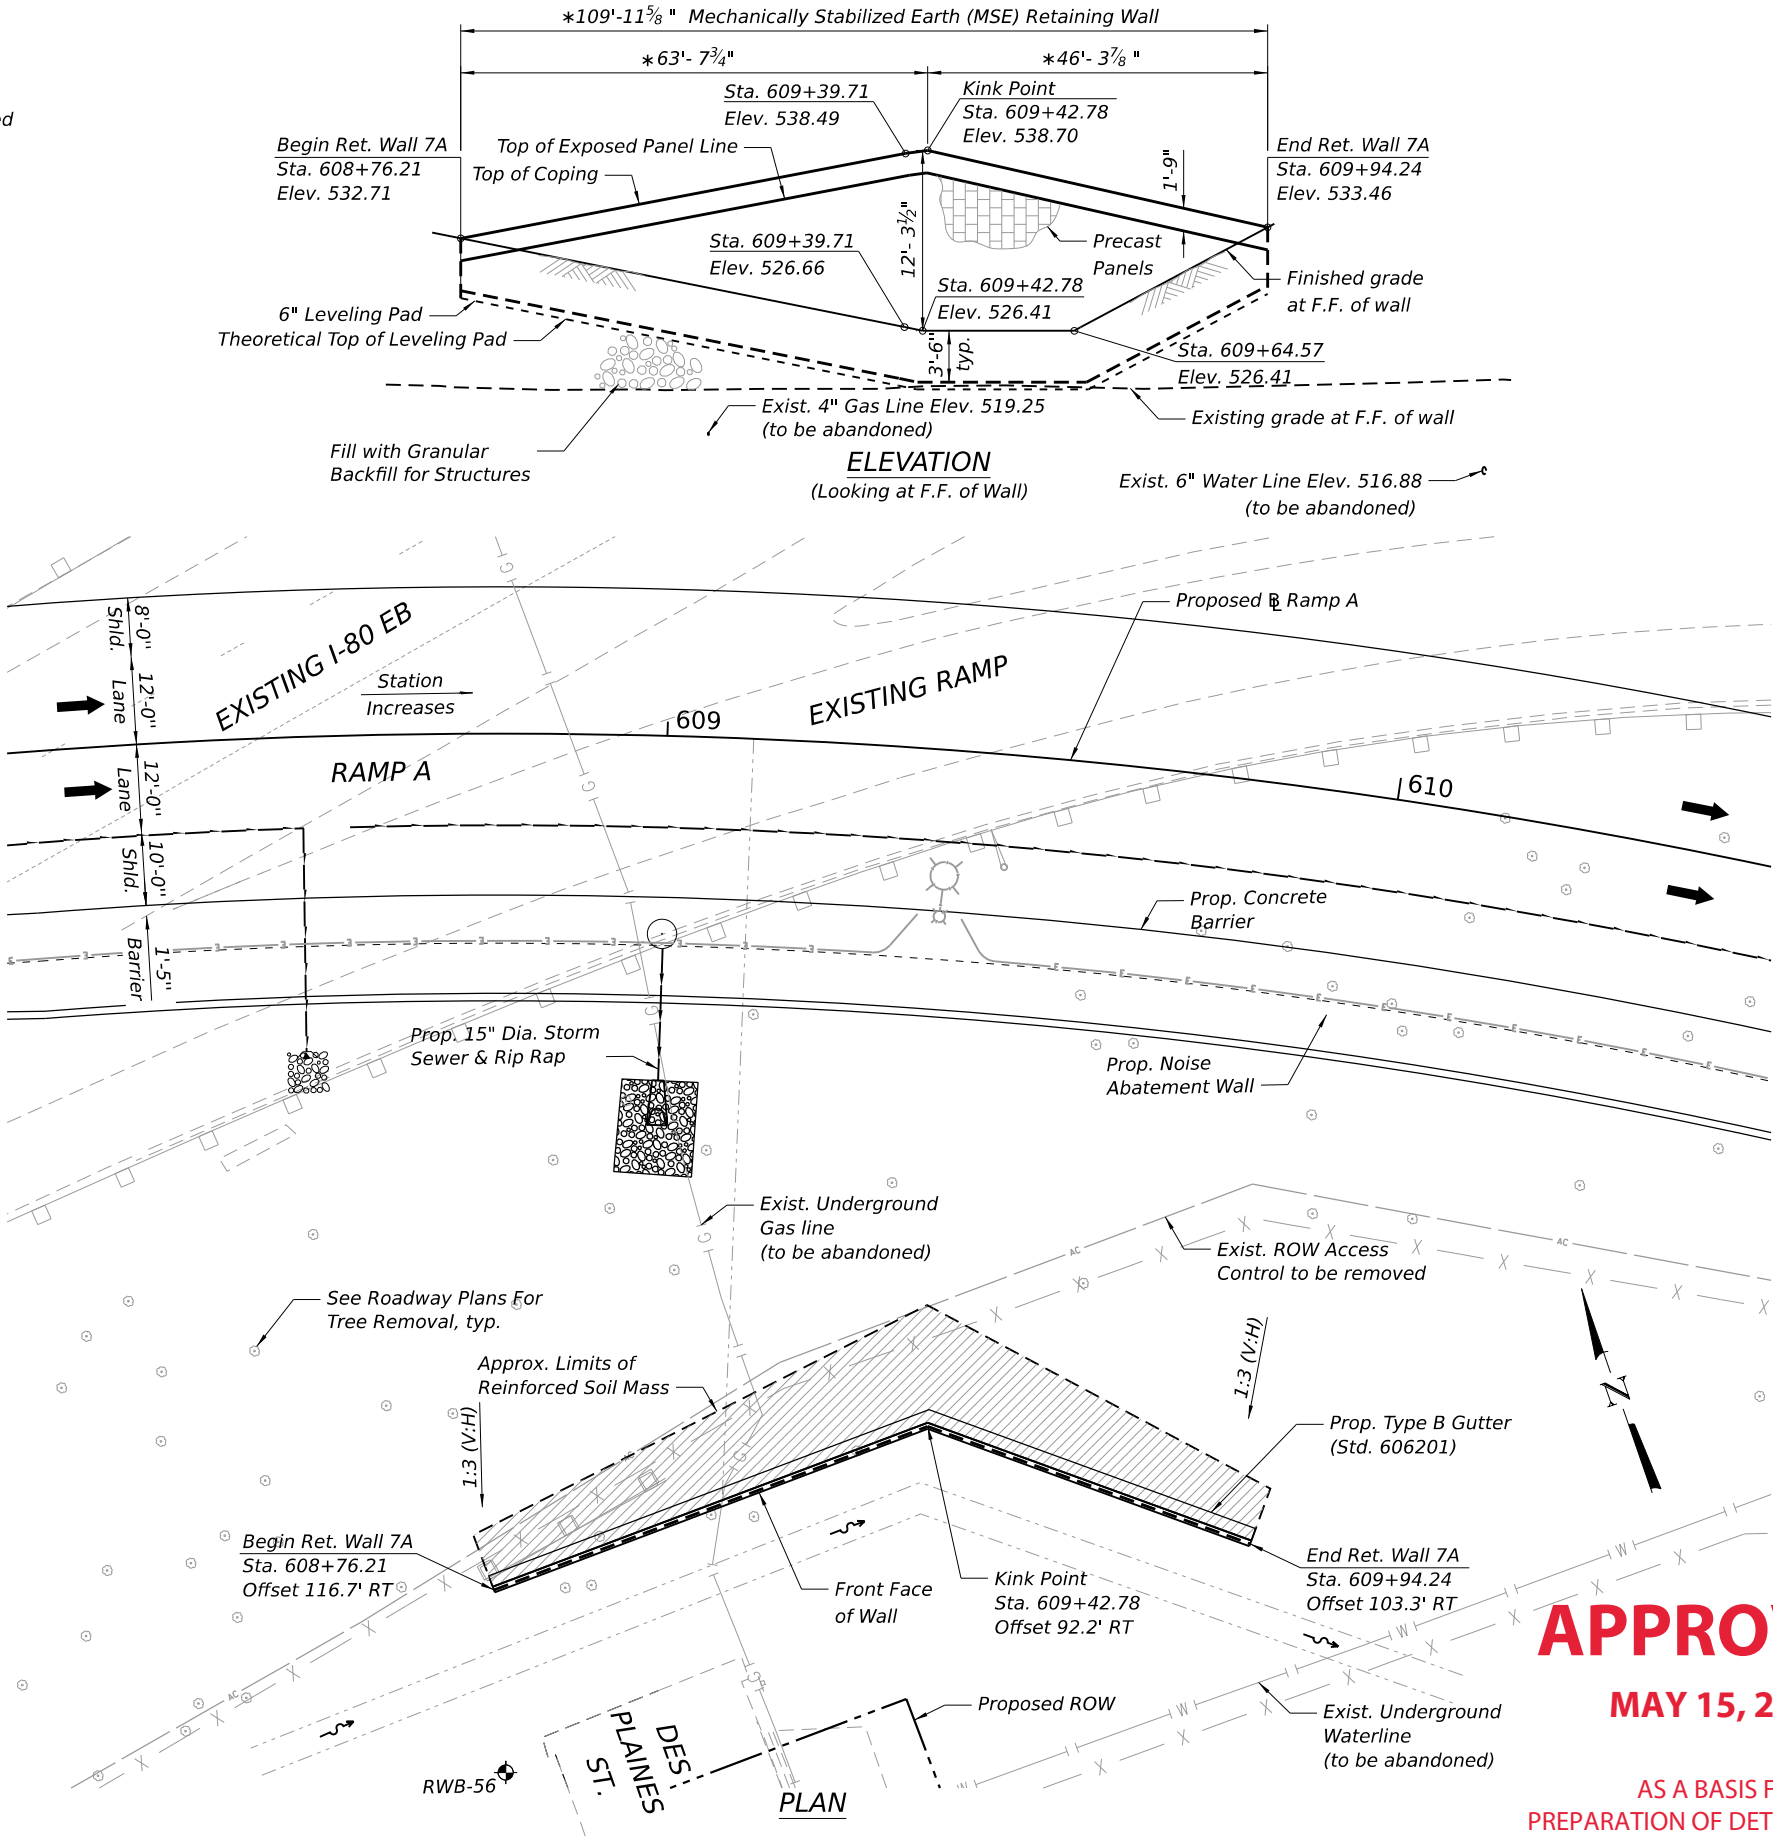 ∗109'-11⅝ " Mechanically Stabilized Earth (MSE) Retaining Wall
∗63'- 7¾"
∗46'- 3⅞ "
Sta. 609+39.71
Elev. 538.49
Kink Point
Sta. 609+42.78
Elev. 538.70
ed
Begin Ret. Wall 7A
Sta. 608+76.21
Elev. 532.71
Top of Exposed Panel Line
Top of Coping
1'-9"
End Ret. Wall 7A
Sta. 609+94.24
Elev. 533.46
12'- 3½"
Sta. 609+39.71
Elev. 526.66
Precast
Panels
Sta. 609+42.78
Elev. 526.41
Finished grade
at F.F. of wall
6" Leveling Pad
Theoretical Top of Leveling Pad
3'-6"
typ.
Sta. 609+64.57
Elev. 526.41
Exist. 4" Gas Line Elev. 519.25
(to be abandoned)
Existing grade at F.F. of wall
Fill with Granular
Backfill for Structures
ELEVATION
(Looking at F.F. of Wall)
Exist. 6" Water Line Elev. 516.88
(to be abandoned)
8'-0"
Shld.
12'-0"
Lane
12'-0"
Lane
10'-0"
Shld.
1'-5"
Barrier
EXISTING I-80 EB
Station
Increases
EXISTING RAMP
Proposed ℄ Ramp A
609
RAMP A
610
Prop. Concrete
Barrier
Prop. 15" Dia. Storm
Sewer & Rip Rap
Prop. Noise
Abatement Wall
Exist. Underground
Gas line
(to be abandoned)
Exist. ROW Access
Control to be removed
See Roadway Plans For
Tree Removal, typ.
Approx. Limits of
Reinforced Soil Mass
1:3 (V:H)
1:3 (V:H)
N
Prop. Type B Gutter
(Std. 606201)
Begin Ret. Wall 7A
Sta. 608+76.21
Offset 116.7' RT
Front Face
of Wall
Kink Point
Sta. 609+42.78
Offset 92.2' RT
End Ret. Wall 7A
Sta. 609+94.24
Offset 103.3' RT
Proposed ROW
Exist. Underground
Waterline
(to be abandoned)
DES
PLAINES
ST.
RWB-56
PLAN
APPROV
MAY 15, 2
AS A BASIS F
PREPARATION OF DET